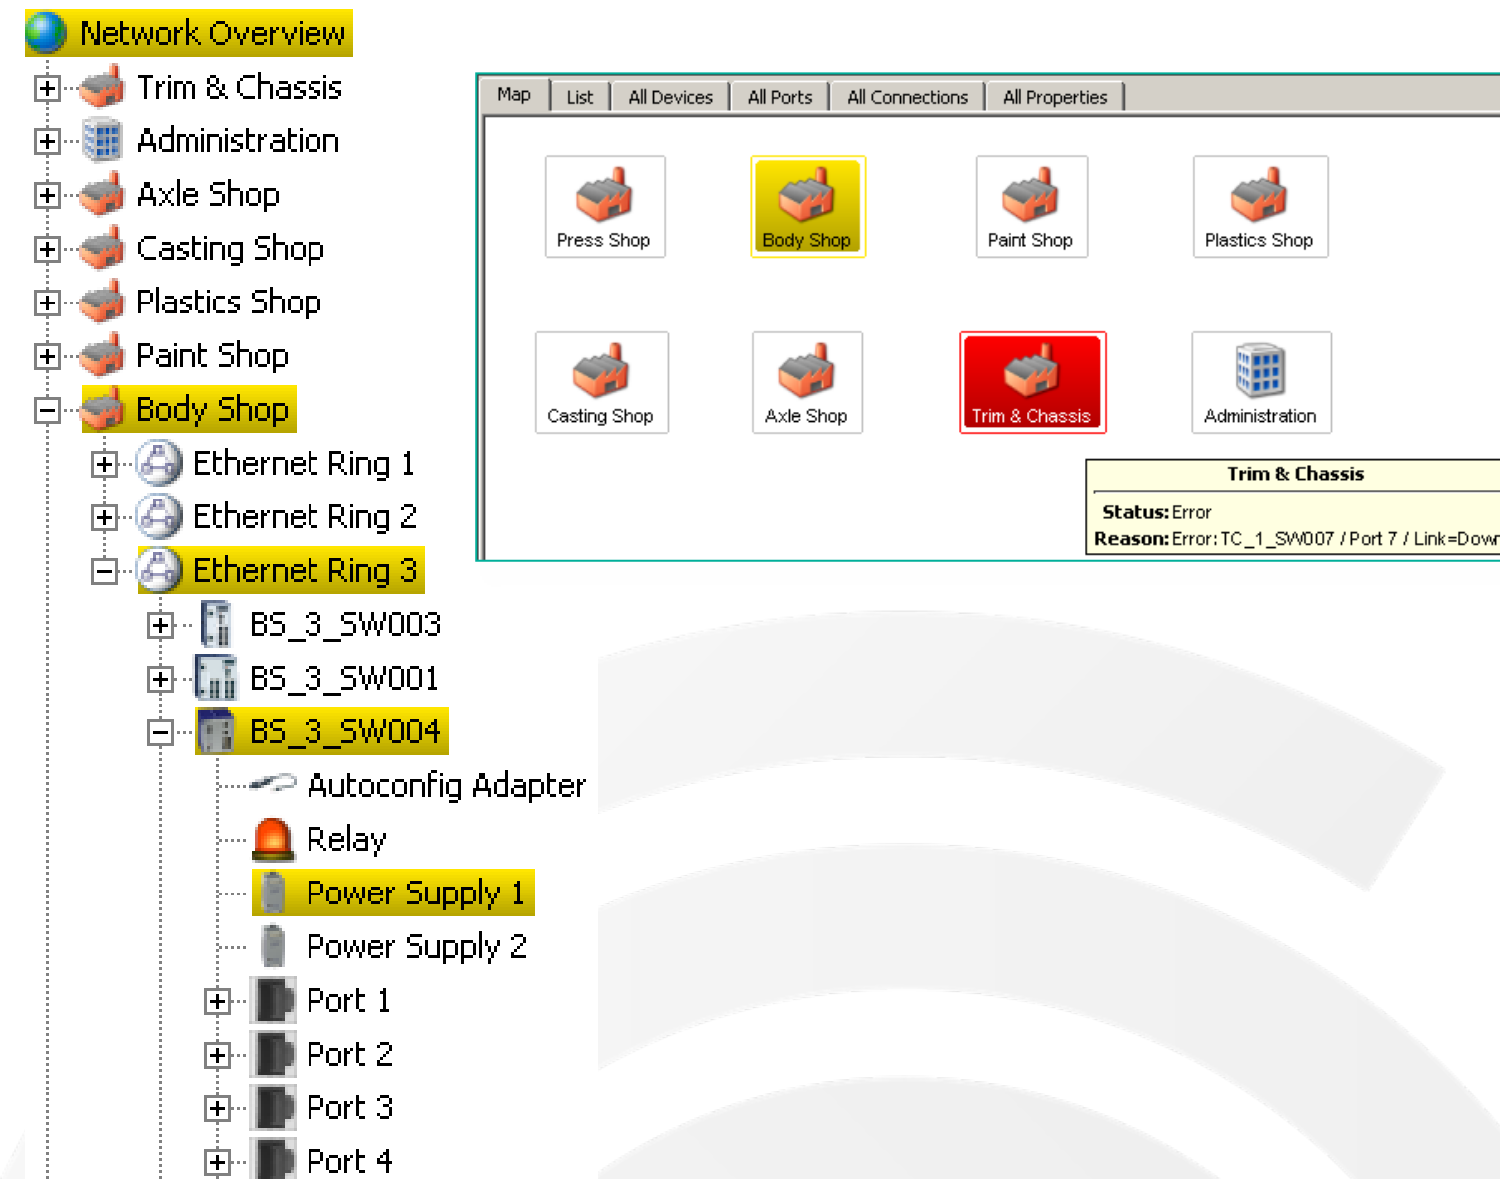 Network Overview
Trim & Chassis
Administration
Axle Shop
Casting Shop
Plastics Shop
Paint Shop
Body Shop
Ethernet Ring 1
Ethernet Ring 2
Ethernet Ring 3
BS_3_SW003
BS_3_SW001
BS_3_SW004
Autoconfig Adapter
Relay
Power Supply 1
Power Supply 2
Port 1
Port 2
Port 3
Port 4
Map List All Devices All Ports All Connections All Properties
Press Shop Body Shop Paint Shop Plastics Shop
Casting Shop Axle Shop Trim & Chassis Administration
Trim & Chassis
Status: Error
Reason: Error: TC_1_SW007 / Port 7 / Link=Down